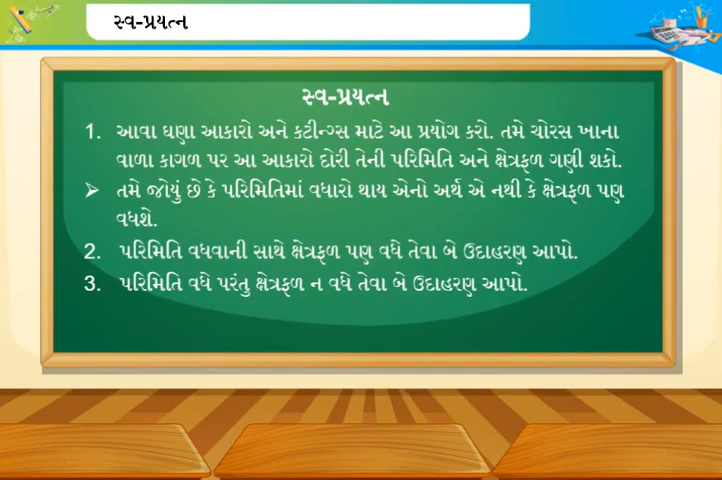 સ્વ-પ્રયત્ન
સ્વ-પ્રયત્ન
1. આવા ઘણા આકારો અને કટીન્ગ્સ માટે આ પ્રયોગ કરો. તમે ચોરસ ખાના
વાળા કાગળ પર આ આકારો દોરી તેની પરિમિતિ અને ક્ષેત્રફળ ગણી શકો.
➢ તમે જોયું છે કે પરિમિતિમાં વધારો થાય એનો અર્થ એ નથી કે ક્ષેત્રફળ પણ
વધશે.
2. પરિમિતિ વધવાની સાથે ક્ષેત્રફળ પણ વધે તેવા બે ઉદાહરણ આપો.
3. પરિમિતિ વધે પરંતુ ક્ષેત્રફળ ન વધે તેવા બે ઉદાહરણ આપો.